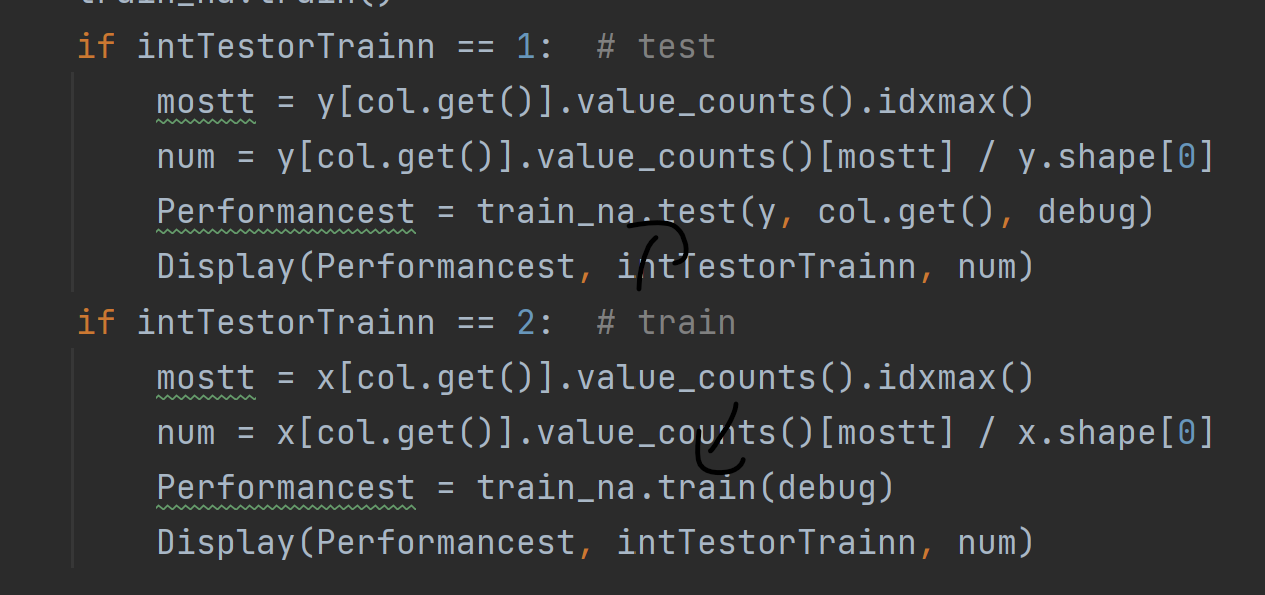 train_na.train()
if intTestorTrainn == 1:  # test
    mostt = y[col.get()].value_counts().idxmax()
    num = y[col.get()].value_counts()[mostt] / y.shape[0]
    Performancest = train_na.test(y, col.get(), debug)
    Display(Performancest, intTestorTrainn, num)
if intTestorTrainn == 2:  # train
    mostt = x[col.get()].value_counts().idxmax()
    num = x[col.get()].value_counts()[mostt] / x.shape[0]
    Performancest = train_na.train(debug)
    Display(Performancest, intTestorTrainn, num)